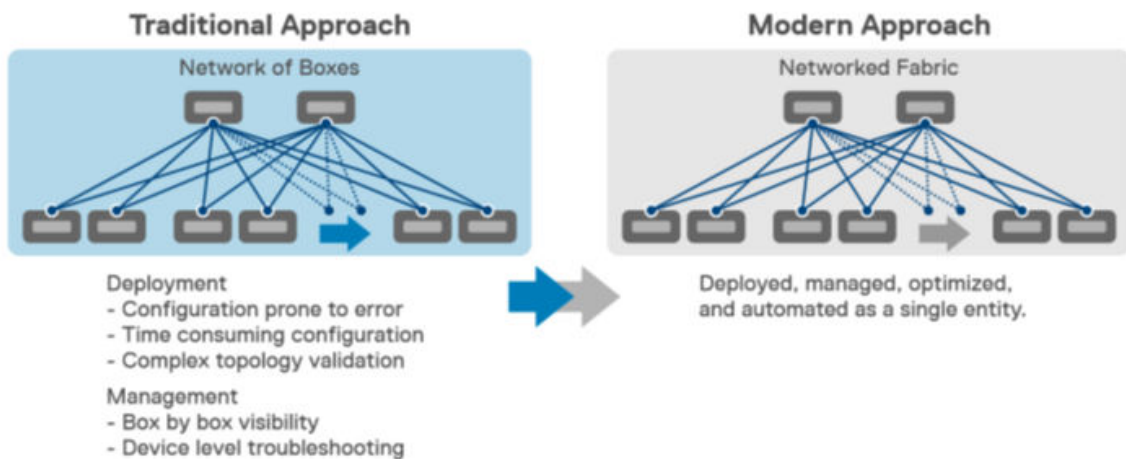 Traditional Approach
Network of Boxes
Deployment
- Configuration prone to error
- Time consuming configuration
- Complex topology validation
Management
- Box by box visibility
- Device level troubleshooting
Modern Approach
Networked Fabric
Deployed, managed, optimized,
and automated as a single entity.